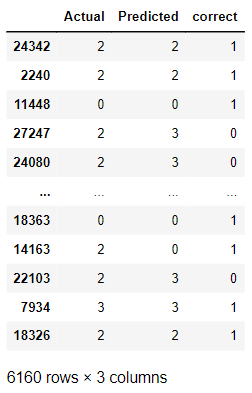 Actual Predicted correct
24342 2 2 1
2240 2 2 1
11448 0 0 1
27247 2 3 0
24080 2 3 0
... ... ... ...
18363 0 0 1
14163 2 0 1
22103 2 3 0
7934 3 3 1
18326 2 2 1
6160 rows × 3 columns